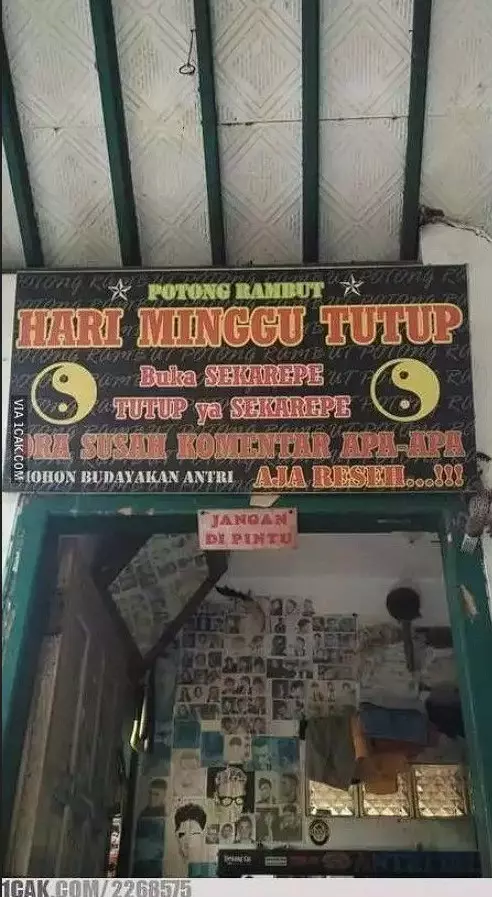 POTONG RAMBUT
HARI MINGGU TUTUP
Buka SEKAREPE
TUTUP ya SEKAREPE
ORA SUSAH KOMENTAR APA-APA
MOHON BUDAYAKAN ANTRI AJA RESEH...!!!
JANGAN
DI PINTU
VIA 1CAK.COM
1CAK.COM/2268575